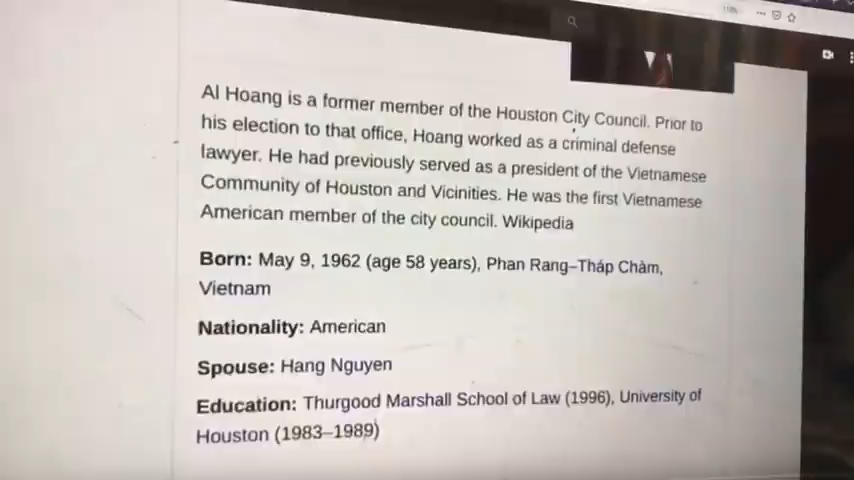 Al Hoang is a former member of the Houston City Council. Prior to
his election to that office, Hoang worked as a criminal defense
lawyer. He had previously served as a president of the Vietnamese
Community of Houston and Vicinities. He was the first Vietnamese
American member of the city council. Wikipedia
Born: May 9, 1962 (age 58 years), Phan Rang–Tháp Chàm,
Vietnam
Nationality: American
Spouse: Hang Nguyen
Education: Thurgood Marshall School of Law (1996), University of
Houston (1983–1989)